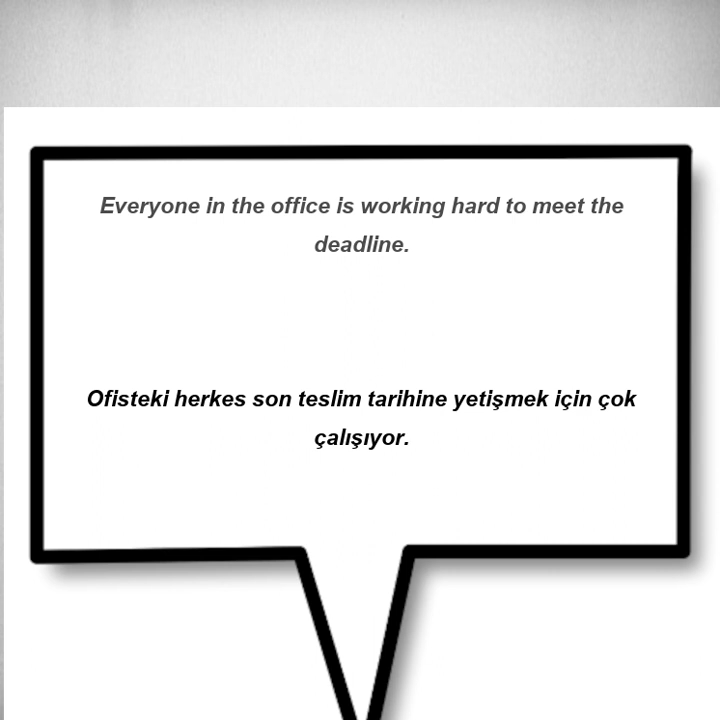 Everyone in the office is working hard to meet the
deadline.
Ofisteki herkes son teslim tarihine yetişmek için çok
çalışıyor.